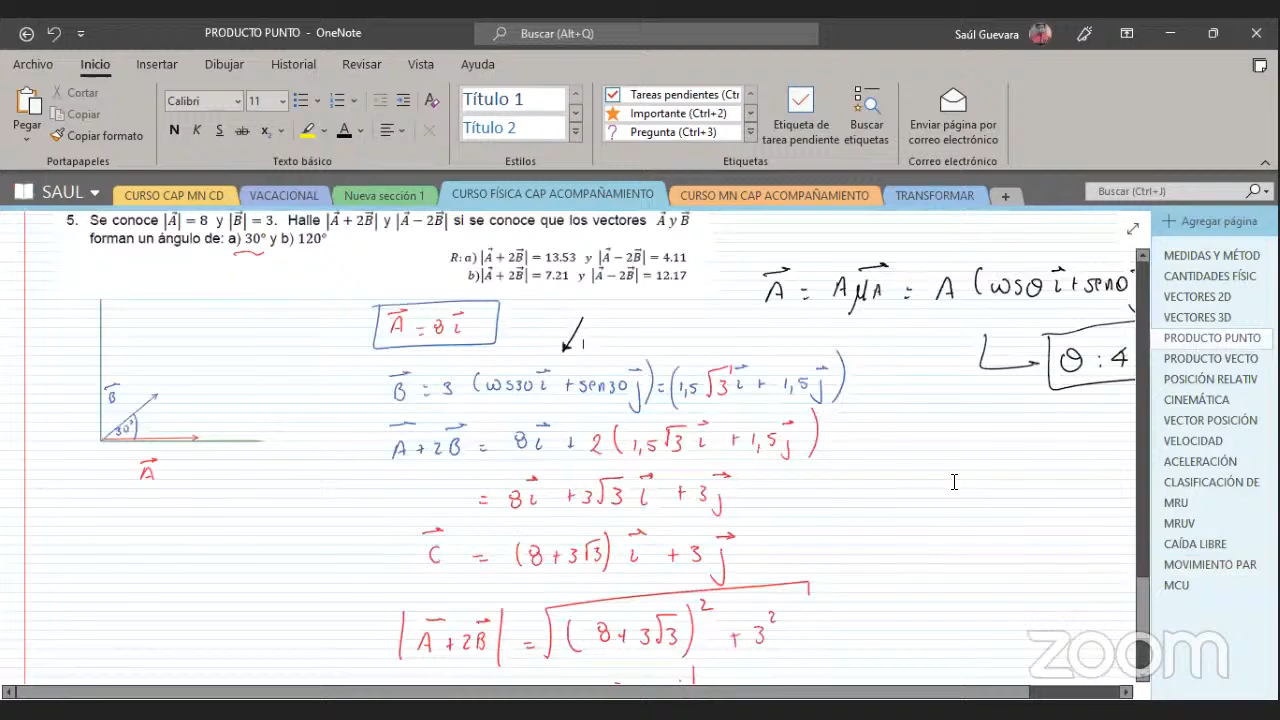 PRODUCTO PUNTO - OneNote
Buscar (Alt+Q)
Saúl Guevara
Archivo Inicio Insertar Dibujar Historial Revisar Vista Ayuda
Pegar
Cortar
Copiar
Copiar formato
Portapapeles
Calibri 11
N K S ab x₂ A
Texto básico
Título 1
Título 2
Estilos
Tareas pendientes (Ctr
Importante (Ctrl+2)
Pregunta (Ctrl+3)
Etiqueta de
tarea pendiente
Buscar
etiquetas
Etiquetas
Enviar página por
correo electrónico
Correo electrónico
SAUL
CURSO CAP MN CD
VACACIONAL
Nueva sección 1
CURSO FÍSICA CAP ACOMPAÑAMIENTO
CURSO MN CAP ACOMPAÑAMIENTO
TRANSFORMAR
Buscar (Ctrl+J)
5. Se conoce |A⃗| = 8 y |B⃗| = 3. Halle |A⃗ + 2B⃗| y |A⃗ − 2B⃗| si se conoce que los vectores A⃗ y B⃗
forman un ángulo de: a) 30° y b) 120°
R: a) |A⃗ + 2B⃗| = 13.53 y |A⃗ − 2B⃗| = 4.11
b)|A⃗ + 2B⃗| = 7.21 y |A⃗ − 2B⃗| = 12.17
A⃗ = A μ⃗A = A (cosθ i⃗ + senθ
θ : 4
A⃗ = 8 i⃗
B⃗ = 3 (cos30 i⃗ + sen30 j⃗) = (1,5√3 i⃗ + 1,5 j⃗)
A⃗ + 2B⃗ = 8 i⃗ + 2 (1,5√3 i⃗ + 1,5 j⃗)
= 8 i⃗ + 3√3 i⃗ + 3 j⃗
C⃗ = (8 + 3√3) i⃗ + 3 j⃗
|A⃗ + 2B⃗| = √(8 + 3√3)² + 3²
B⃗
30°
A⃗
Agregar página
MEDIDAS Y MÉTOD
CANTIDADES FÍSIC
VECTORES 2D
VECTORES 3D
PRODUCTO PUNTO
PRODUCTO VECTO
POSICIÓN RELATIV
CINEMÁTICA
VECTOR POSICIÓN
VELOCIDAD
ACELERACIÓN
CLASIFICACIÓN DE
MRU
MRUV
CAÍDA LIBRE
MOVIMIENTO PAR
MCU
zoom